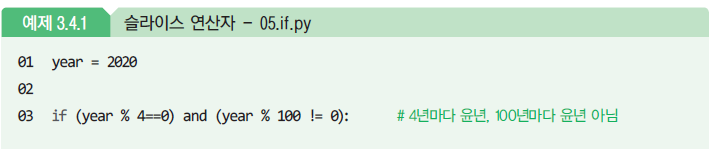 예제 3.4.1 슬라이스 연산자 - 05.if.py
01 year = 2020
02
03 if (year % 4==0) and (year % 100 != 0): # 4년마다 윤년, 100년마다 윤년 아님